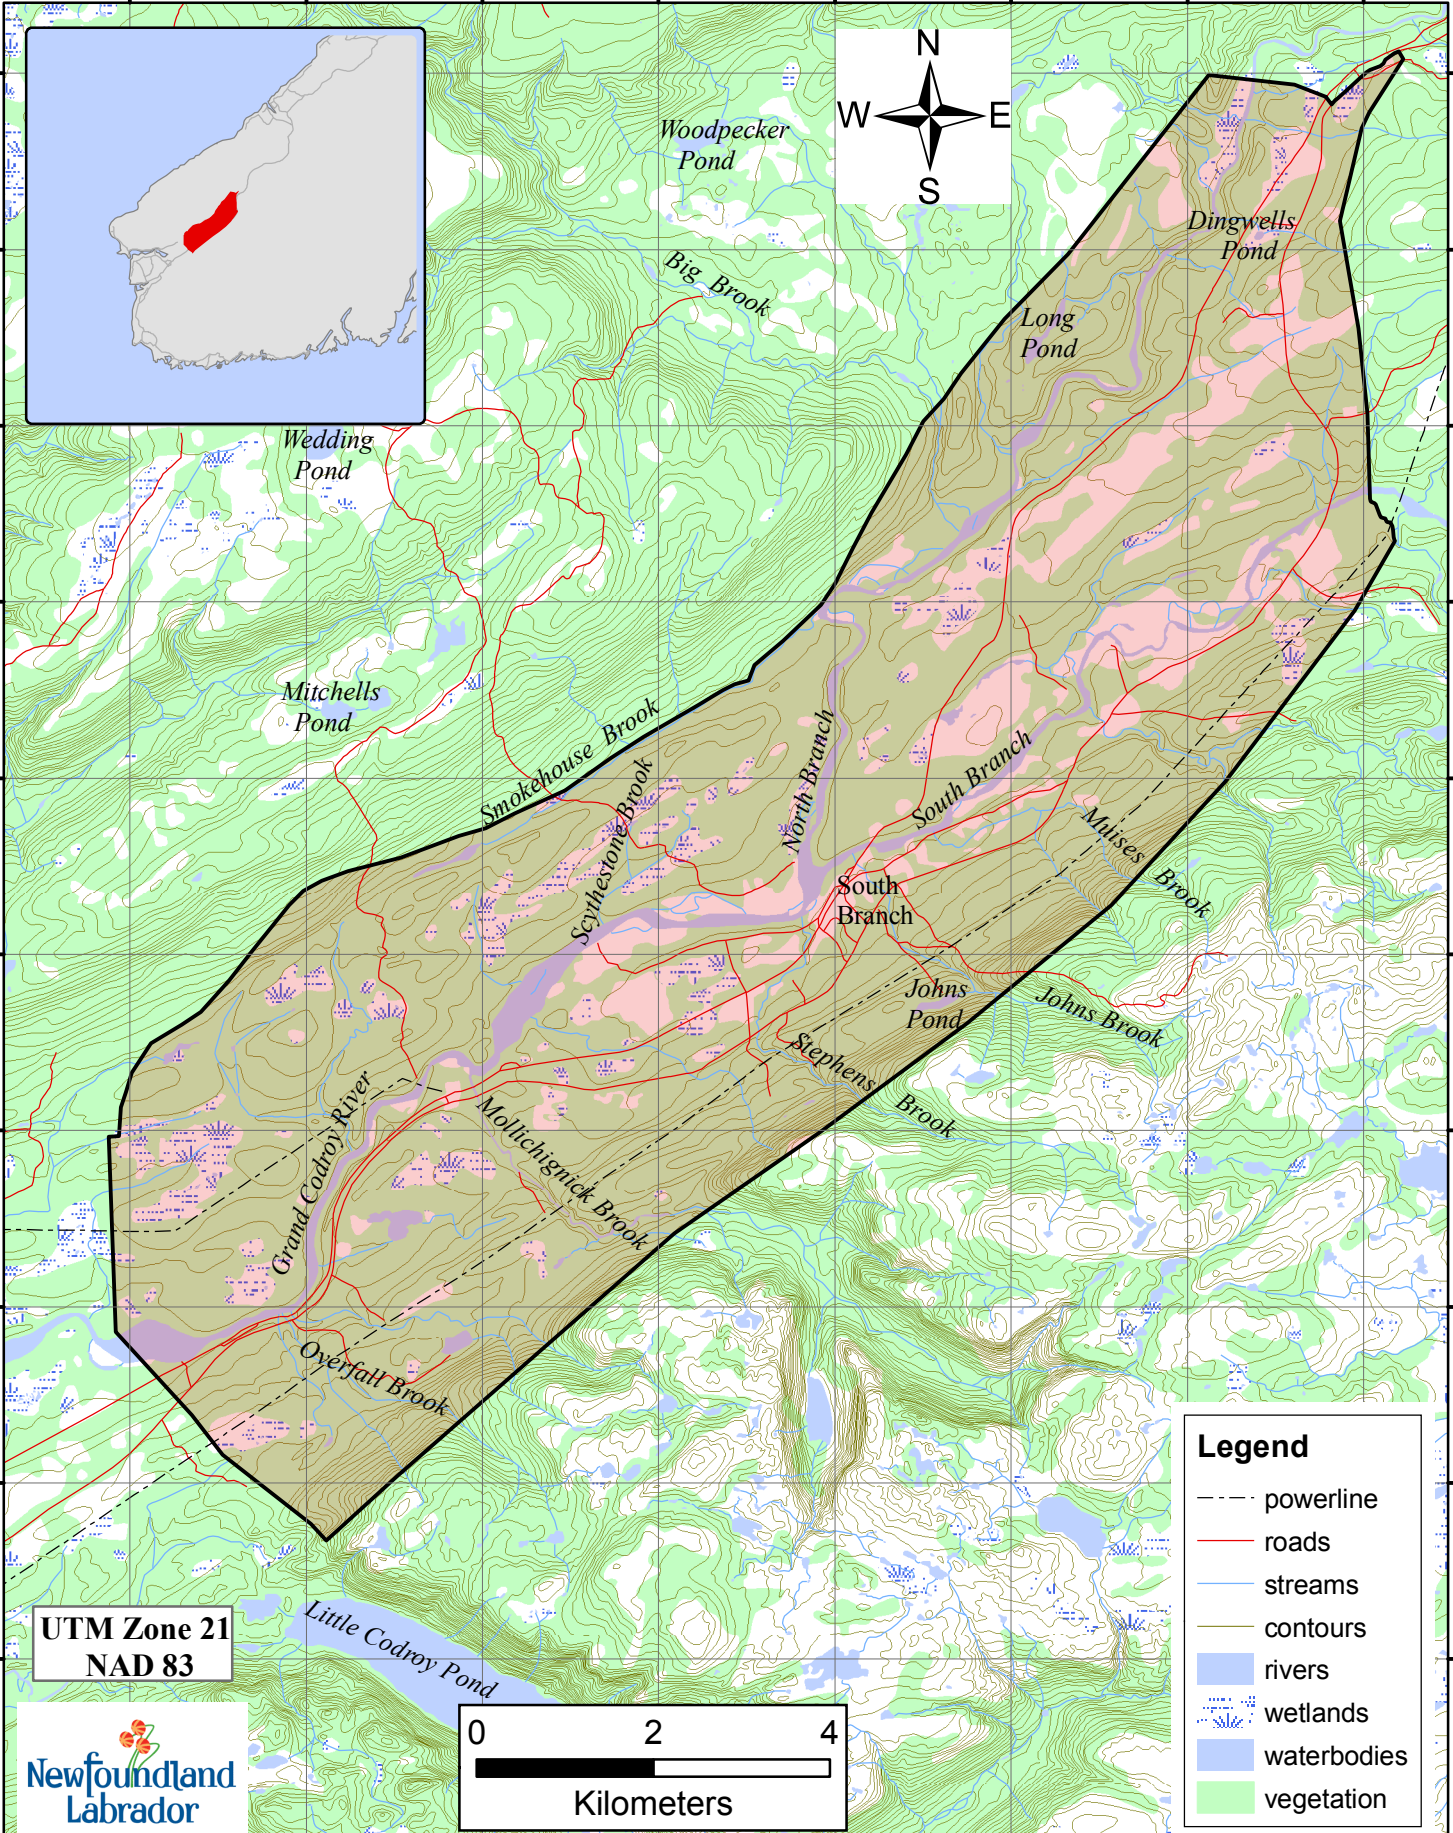 N
W E
S
Woodpecker
Pond
Big Brook
Dingwells
Pond
Long
Pond
Wedding
Pond
Mitchells
Pond
Smokehouse Brook
Scythestone Brook
North Branch
South Branch
Muises Brook
South
Branch
Johns
Pond
Johns Brook
Stephens Brook
Grand Codroy River
Mollichignick Brook
Overfall Brook
Little Codroy Pond
UTM Zone 21
NAD 83
Newfoundland
Labrador
0 2 4
Kilometers
Legend
powerline
roads
streams
contours
rivers
wetlands
waterbodies
vegetation